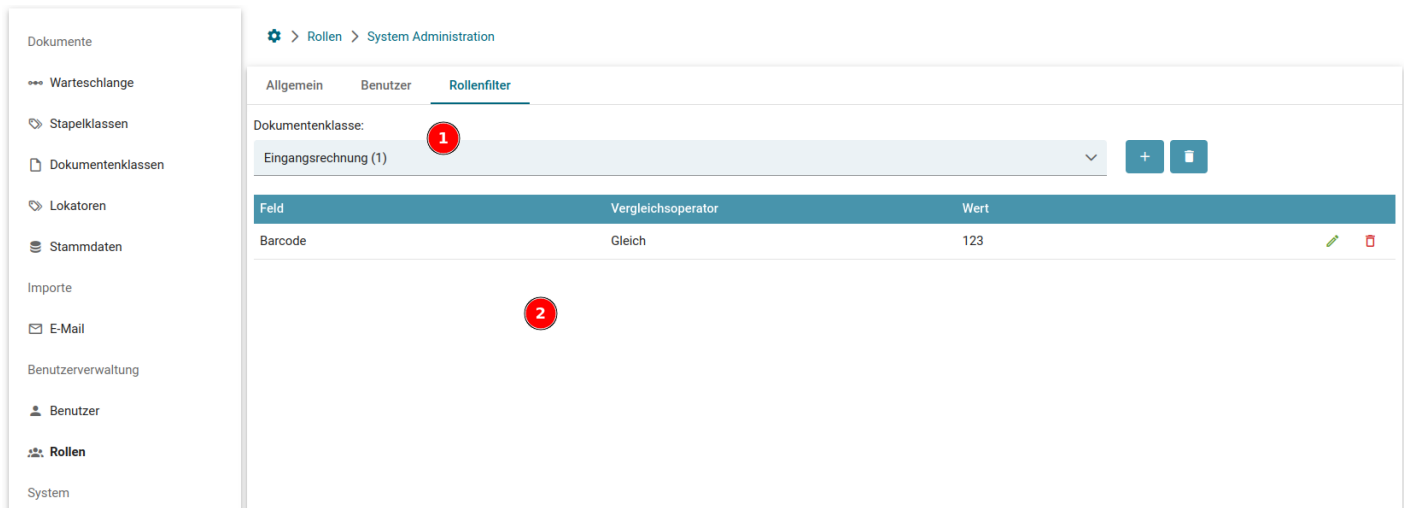 Dokumente
Warteschlange
Stapelklassen
Dokumentenklassen
Lokatoren
Stammdaten
Importe
E-Mail
Benutzerverwaltung
Benutzer
Rollen
System
> Rollen > System Administration
Allgemein Benutzer Rollenfilter
Dokumentenklasse:
1
Eingangsrechnung (1)
+
Feld Vergleichsoperator Wert
Barcode Gleich 123
2